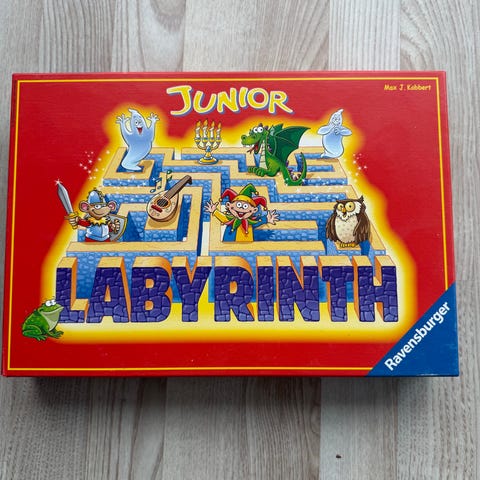 JUNIOR
Max J. Kobbert
LABYRINTH
Ravensburger